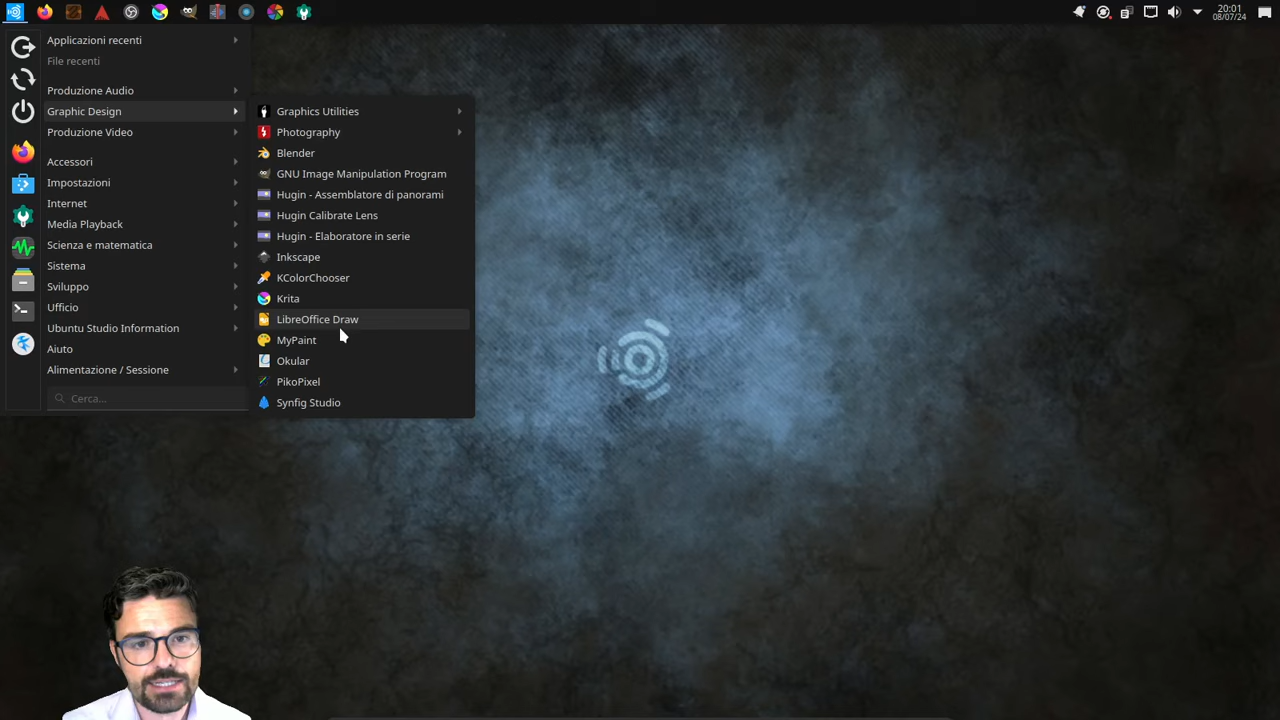 20:01
08/07/24
Applicazioni recenti
File recenti
Produzione Audio
Graphic Design
Produzione Video
Accessori
Impostazioni
Internet
Media Playback
Scienza e matematica
Sistema
Sviluppo
Ufficio
Ubuntu Studio Information
Aiuto
Alimentazione / Sessione
Cerca...
Graphics Utilities
Photography
Blender
GNU Image Manipulation Program
Hugin - Assemblatore di panorami
Hugin Calibrate Lens
Hugin - Elaboratore in serie
Inkscape
KColorChooser
Krita
LibreOffice Draw
MyPaint
Okular
PikoPixel
Synfig Studio